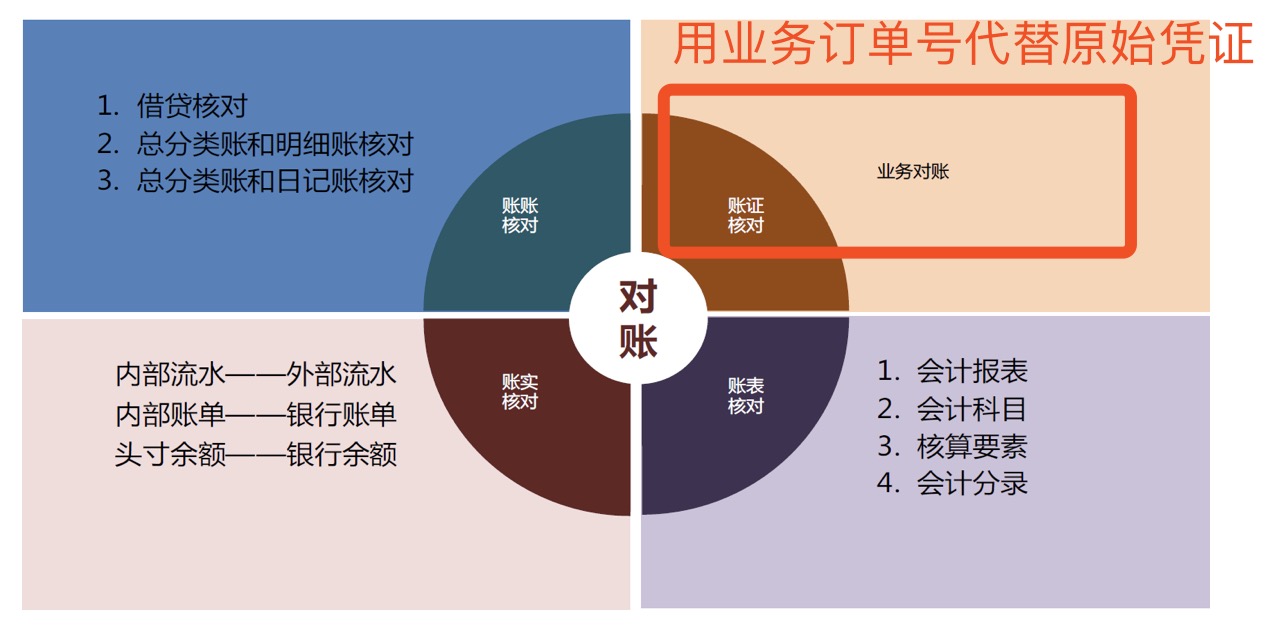 用业务订单号代替原始凭证
1. 借贷核对
2. 总分类账和明细账核对
3. 总分类账和日记账核对
业务对账
账账
核对
账证
核对
对
账
内部流水——外部流水
内部账单——银行账单
头寸余额——银行余额
账实
核对
账表
核对
1. 会计报表
2. 会计科目
3. 核算要素
4. 会计分录